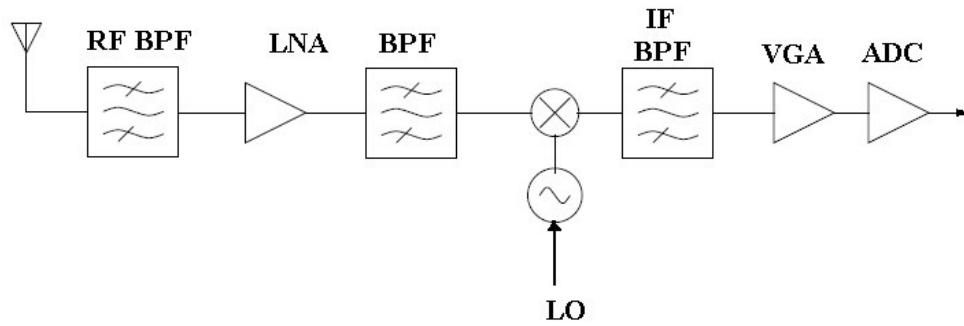 RF BPF
LNA
BPF
IF
BPF
VGA
ADC
LO